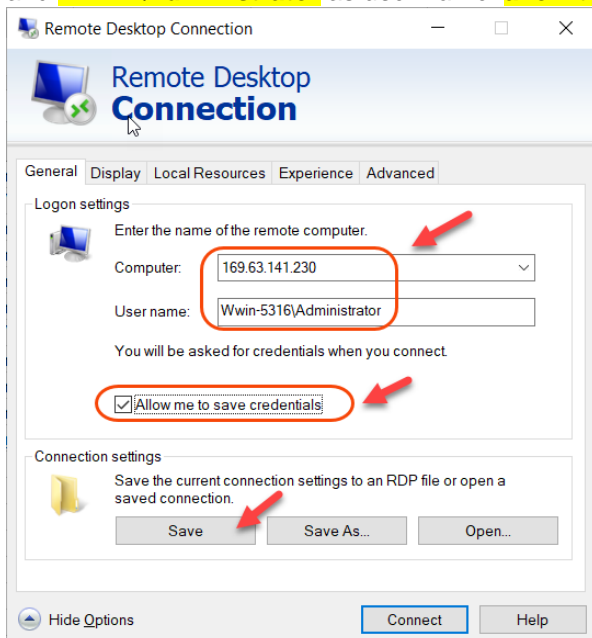 Remote Desktop Connection
Remote Desktop
Connection
General Display Local Resources Experience Advanced
Logon settings
Enter the name of the remote computer.
Computer: 169.63.141.230
User name: Wwin-5316\Administrator
You will be asked for credentials when you connect.
Allow me to save credentials
Connection settings
Save the current connection settings to an RDP file or open a
saved connection.
Save Save As... Open...
Hide Options Connect Help